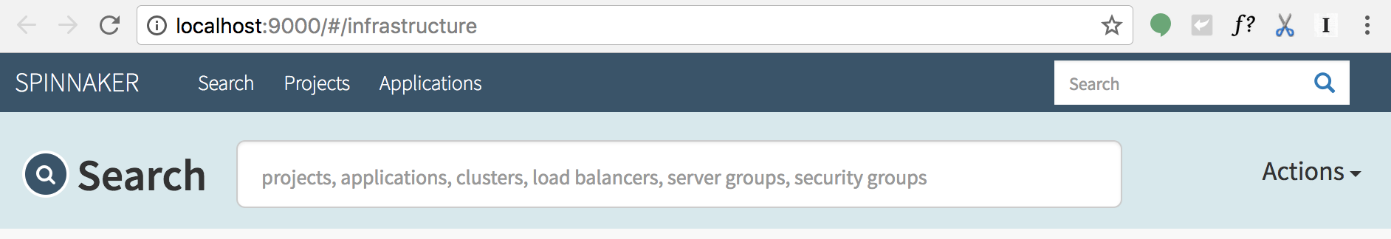 localhost:9000/#/infrastructure f? I
SPINNAKER Search Projects Applications Search
Search projects, applications, clusters, load balancers, server groups, security groups Actions